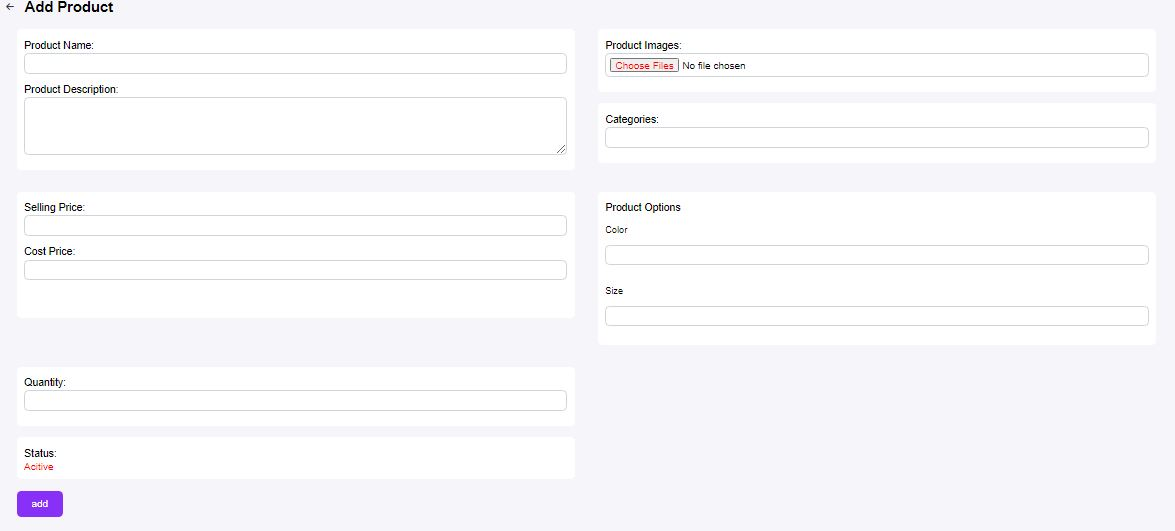 ← Add Product
Product Name:
Product Description:
Product Images:
Choose Files No file chosen
Categories:
Selling Price:
Cost Price:
Product Options
Color
Size
Quantity:
Status:
Acitive
add